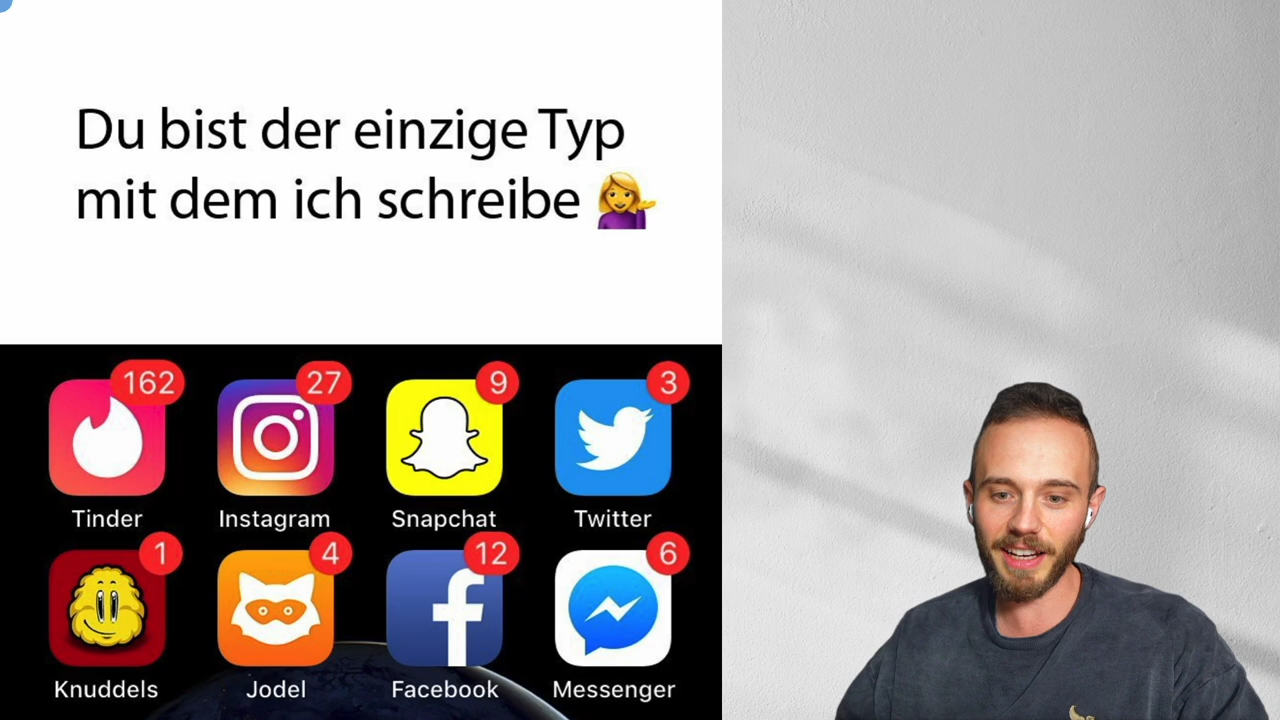 Du bist der einzige Typ
mit dem ich schreibe 💁‍♀️
162
27
9
3
Tinder
Instagram
Snapchat
Twitter
1
4
12
6
Knuddels
Jodel
Facebook
Messenger